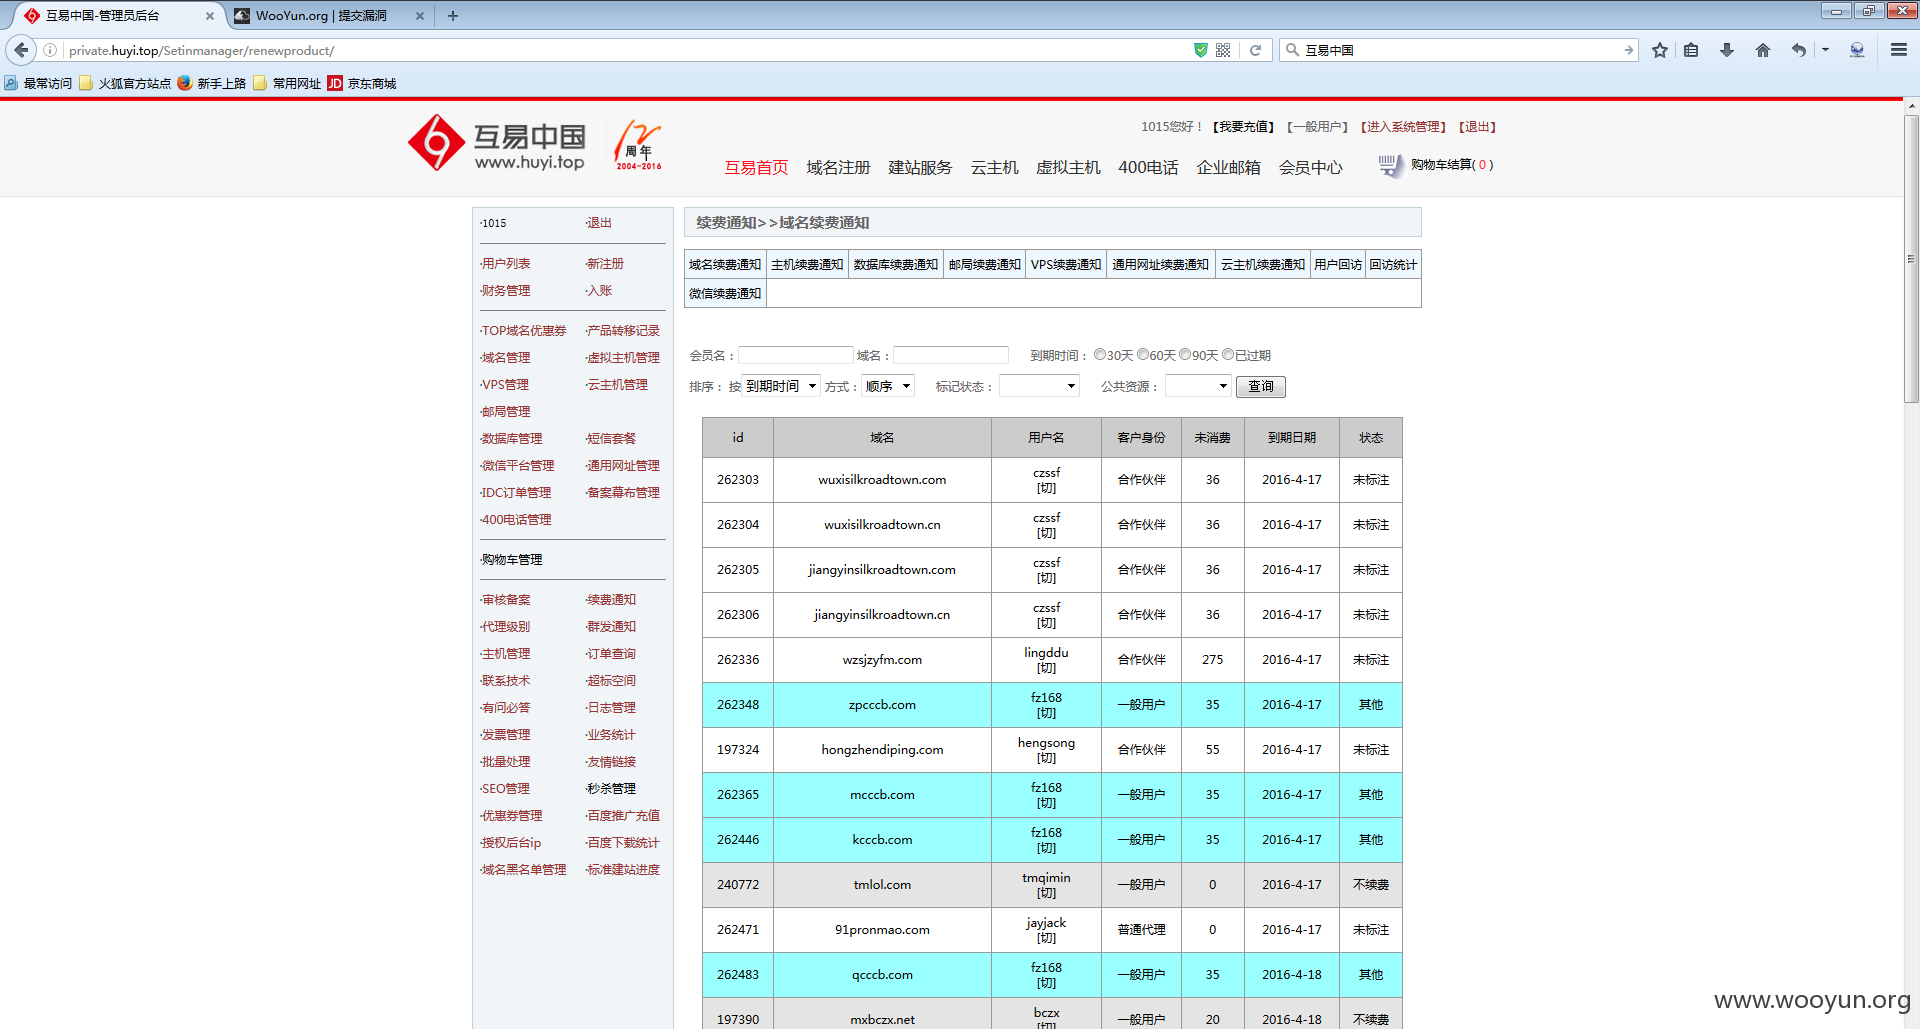 互易中国-管理员后台
WooYun.org | 提交漏洞
private.huyi.top/Setinmanager/renewproduct/
互易中国
最常访问 火狐官方站点 新手上路 常用网址 JD 京东商城
互易中国
www.huyi.top
12
周年
2004-2016
1015您好！【我要充值】【一般用户】【进入系统管理】【退出】
互易首页 域名注册 建站服务 云主机 虚拟主机 400电话 企业邮箱 会员中心 购物车结算( 0 )
·1015 ·退出
·用户列表 ·新注册
·财务管理 ·入账
·TOP域名优惠券 ·产品转移记录
·域名管理 ·虚拟主机管理
·VPS管理 ·云主机管理
·邮局管理
·数据库管理 ·短信套餐
·微信平台管理 ·通用网址管理
·IDC订单管理 ·备案幕布管理
·400电话管理
·购物车管理
·审核备案 ·续费通知
·代理级别 ·群发通知
·主机管理 ·订单查询
·联系技术 ·超标空间
·有问必答 ·日志管理
·发票管理 ·业务统计
·批量处理 ·友情链接
·SEO管理 ·秒杀管理
·优惠券管理 ·百度推广充值
·授权后台ip ·百度下载统计
·域名黑名单管理 ·标准建站进度
续费通知>>域名续费通知
域名续费通知 主机续费通知 数据库续费通知 邮局续费通知 VPS续费通知 通用网址续费通知 云主机续费通知 用户回访 回访统计
微信续费通知
会员名： 域名： 到期时间： 30天 60天 90天 已过期
排序： 按 到期时间 方式： 顺序 标记状态： 公共资源： 查询
id 域名 用户名 客户身份 未消费 到期日期 状态
262303 wuxisilkroadtown.com czssf [切] 合作伙伴 36 2016-4-17 未标注
262304 wuxisilkroadtown.cn czssf [切] 合作伙伴 36 2016-4-17 未标注
262305 jiangyinsilkroadtown.com czssf [切] 合作伙伴 36 2016-4-17 未标注
262306 jiangyinsilkroadtown.cn czssf [切] 合作伙伴 36 2016-4-17 未标注
262336 wzsjzyfm.com lingddu [切] 合作伙伴 275 2016-4-17 未标注
262348 zpcccb.com fz168 [切] 一般用户 35 2016-4-17 其他
197324 hongzhendiping.com hengsong [切] 合作伙伴 55 2016-4-17 未标注
262365 mcccb.com fz168 [切] 一般用户 35 2016-4-17 其他
262446 kcccb.com fz168 [切] 一般用户 35 2016-4-17 其他
240772 tmlol.com tmqimin [切] 一般用户 0 2016-4-17 不续费
262471 91pronmao.com jayjack [切] 普通代理 0 2016-4-17 未标注
262483 qcccb.com fz168 [切] 一般用户 35 2016-4-18 其他
197390 mxbczx.net bczx [切] 一般用户 20 2016-4-18 不续费
www.wooyun.org